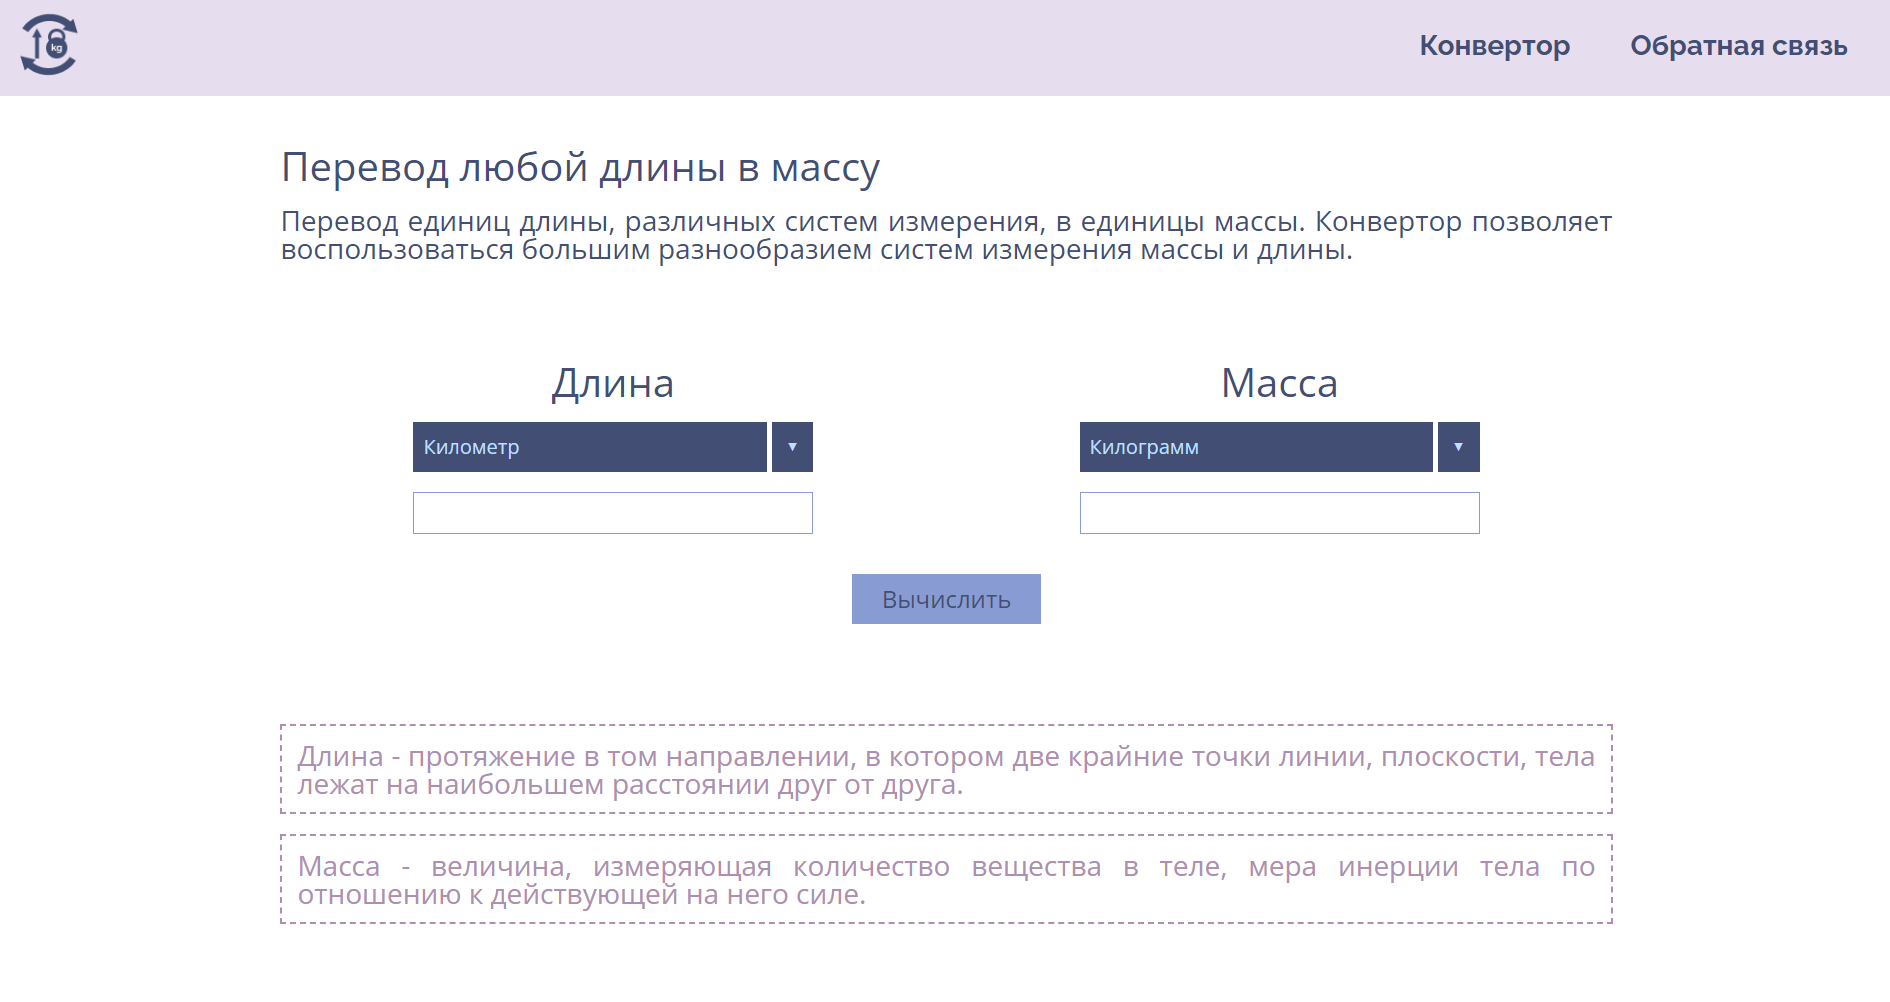 kg
Конвертор
Обратная связь
Перевод любой длины в массу
Перевод единиц длины, различных систем измерения, в единицы массы. Конвертор позволяет
воспользоваться большим разнообразием систем измерения массы и длины.
Длина
Масса
Километр
Килограмм
Вычислить
Длина - протяжение в том направлении, в котором две крайние точки линии, плоскости, тела
лежат на наибольшем расстоянии друг от друга.
Масса - величина, измеряющая количество вещества в теле, мера инерции тела по
отношению к действующей на него силе.